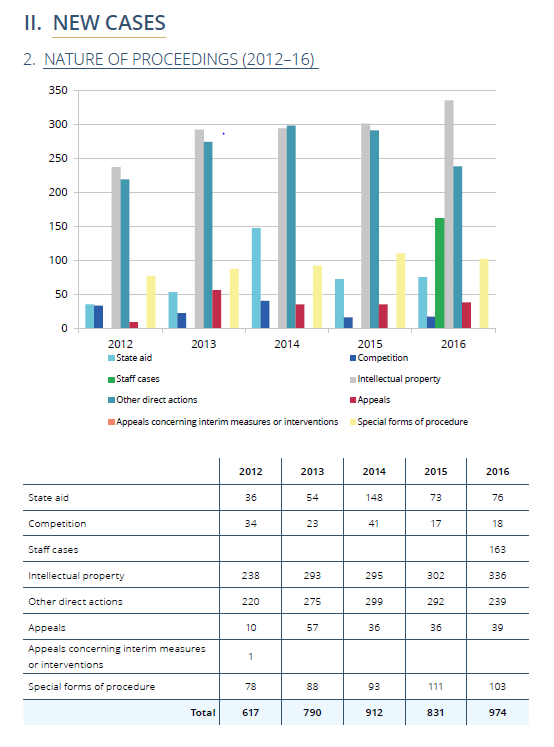 II. NEW CASES
2. NATURE OF PROCEEDINGS (2012–16)
350
300
250
200
150
100
50
0
2012 2013 2014 2015 2016
State aid Competition
Staff cases Intellectual property
Other direct actions Appeals
Appeals concerning interim measures or interventions Special forms of procedure
2012 2013 2014 2015 2016
State aid 36 54 148 73 76
Competition 34 23 41 17 18
Staff cases 163
Intellectual property 238 293 295 302 336
Other direct actions 220 275 299 292 239
Appeals 10 57 36 36 39
Appeals concerning interim measures
or interventions 1
Special forms of procedure 78 88 93 111 103
Total 617 790 912 831 974